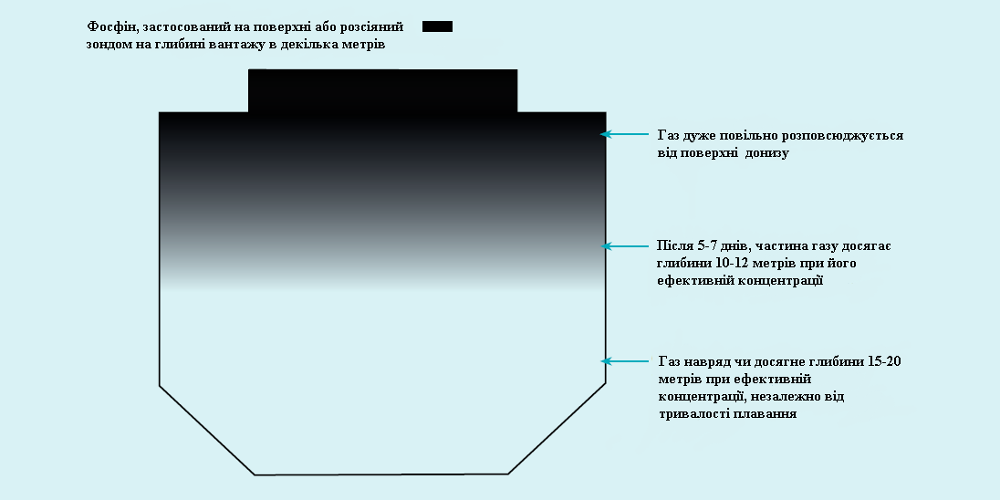 Фосфін, застосований на поверхні або розсіяний
зондом на глибині вантажу в декілька метрів
Газ дуже повільно розповсюджується
від поверхні донизу
Після 5-7 днів, частина газу досягає
глибини 10-12 метрів при його
ефективній концентрації
Газ навряд чи досягне глибини 15-20
метрів при ефективній
концентрації, незалежно від
тривалості плавання